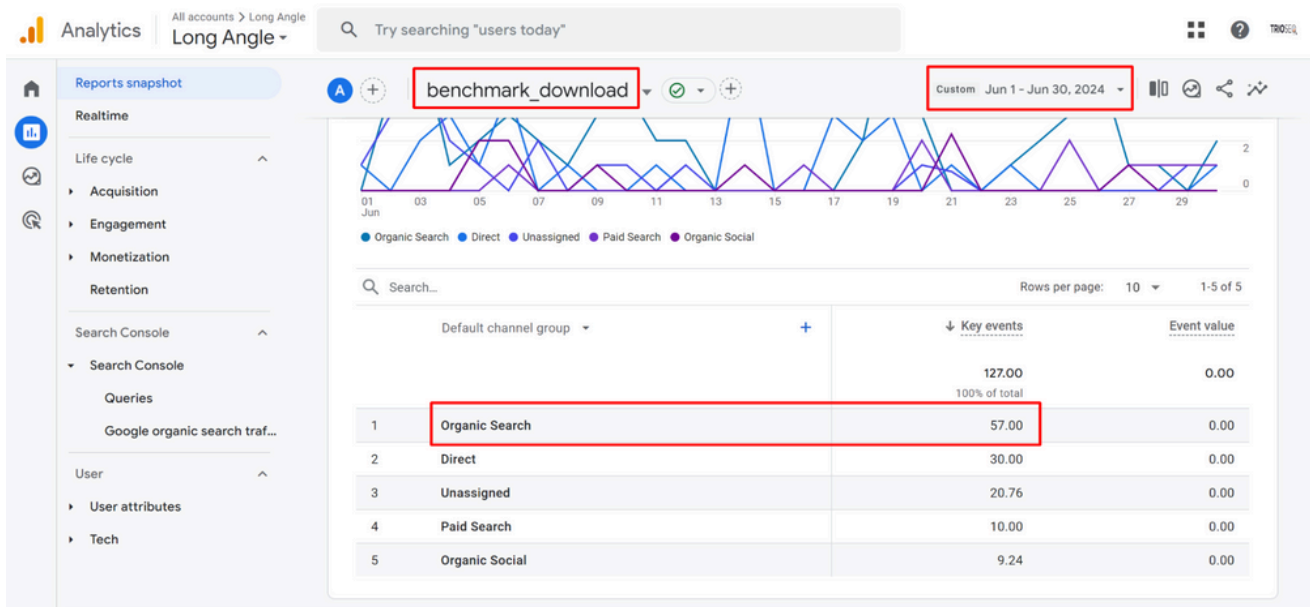 All accounts > Long Angle
Analytics
Long Angle
Try searching "users today"
TRIOSEO
Reports snapshot
Realtime
Life cycle
Acquisition
Engagement
Monetization
Retention
Search Console
Search Console
Queries
Google organic search traf...
User
User attributes
Tech
A
benchmark_download
Custom Jun 1 - Jun 30, 2024
2
0
01 03 05 07 09 11 13 15 17 19 21 23 25 27 29
Jun
Organic Search Direct Unassigned Paid Search Organic Social
Search...
Rows per page: 10 1-5 of 5
Default channel group + Key events Event value
127.00 0.00
100% of total
1 Organic Search 57.00 0.00
2 Direct 30.00 0.00
3 Unassigned 20.76 0.00
4 Paid Search 10.00 0.00
5 Organic Social 9.24 0.00